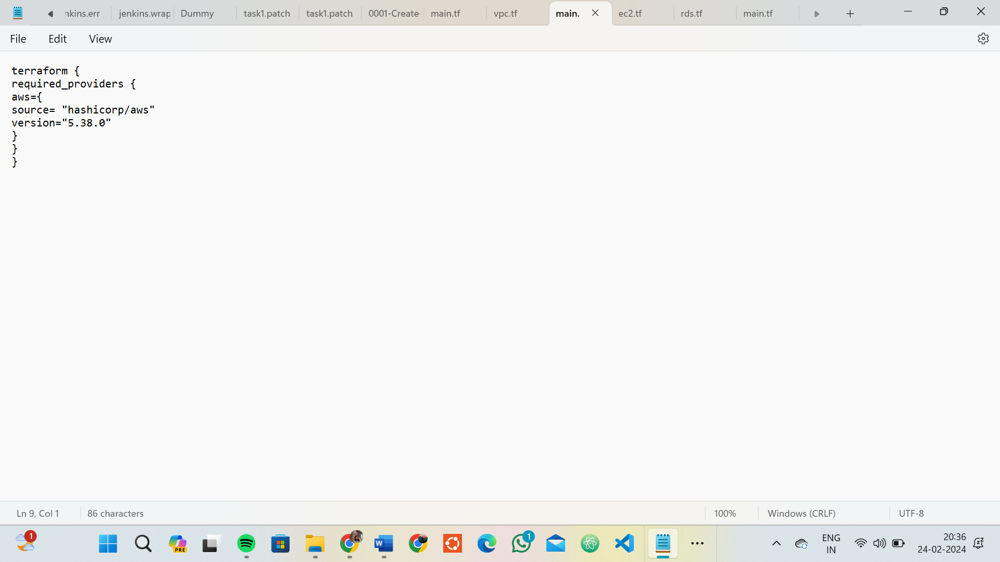 nkins.err jenkins.wrap Dummy task1.patch task1.patch 0001-Create- main.tf vpc.tf main. ec2.tf rds.tf main.tf
File Edit View
terraform {
required_providers {
aws={
source= "hashicorp/aws"
version="5.38.0"
}
}
}
Ln 9, Col 1 86 characters 100% Windows (CRLF) UTF-8
1 PRE W 1 ENG 20:36
IN 24-02-2024